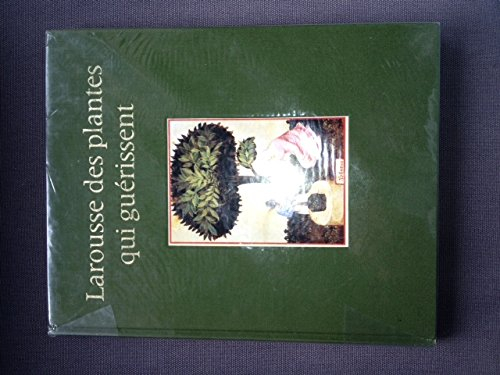 Larousse des plantes
qui guérissent